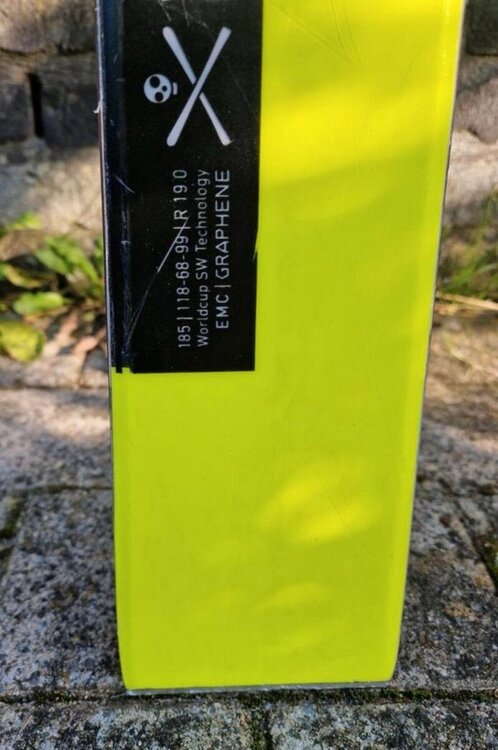 185 | 118-68-99 | R 19.0
Worldcup SW Technology
EMC | GRAPHENE